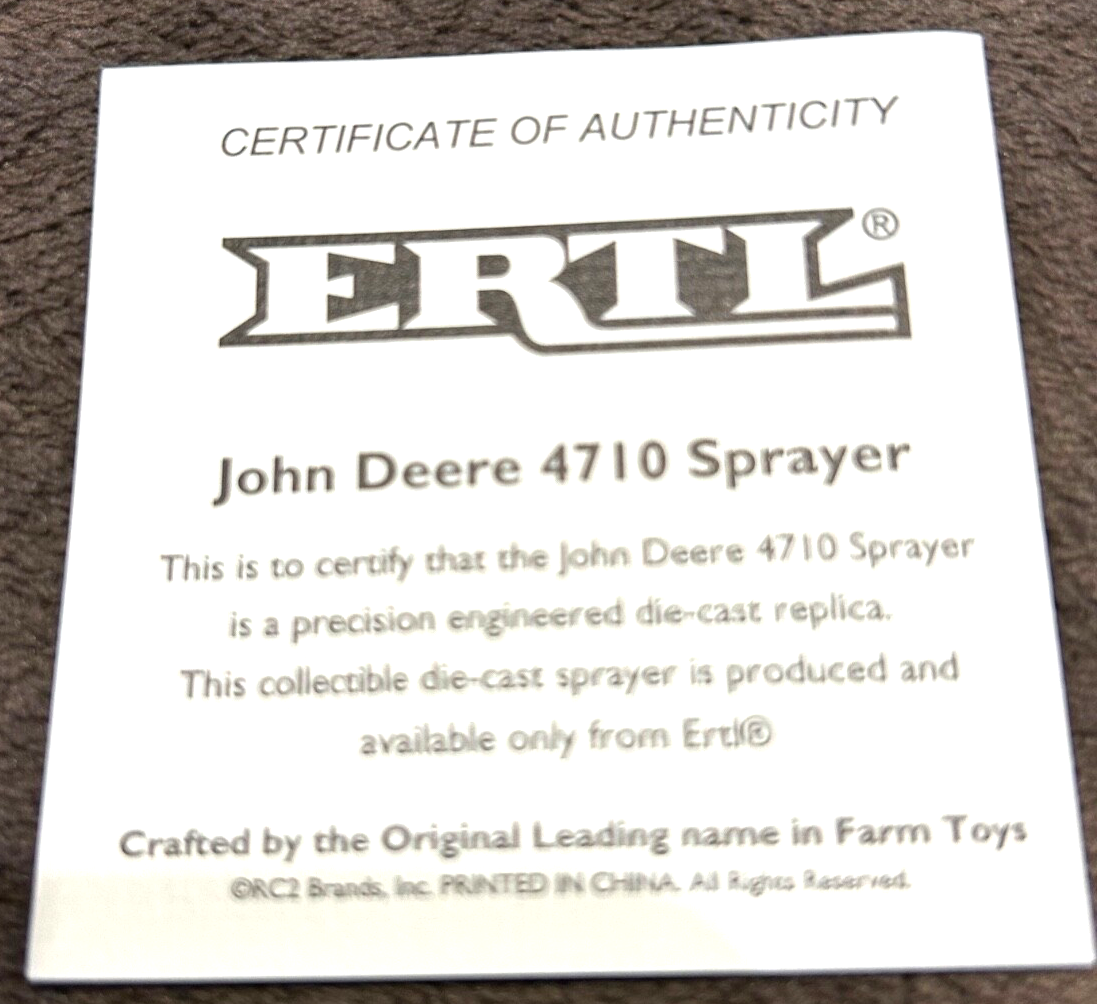 CERTIFICATE OF AUTHENTICITY
ERTL®
John Deere 4710 Sprayer
This is to certify that the John Deere 4710 Sprayer
is a precision engineered die-cast replica.
This collectible die-cast sprayer is produced and
available only from Ertl®
Crafted by the Original Leading name in Farm Toys
©RC2 Brands, Inc. PRINTED IN CHINA. All Rights Reserved.